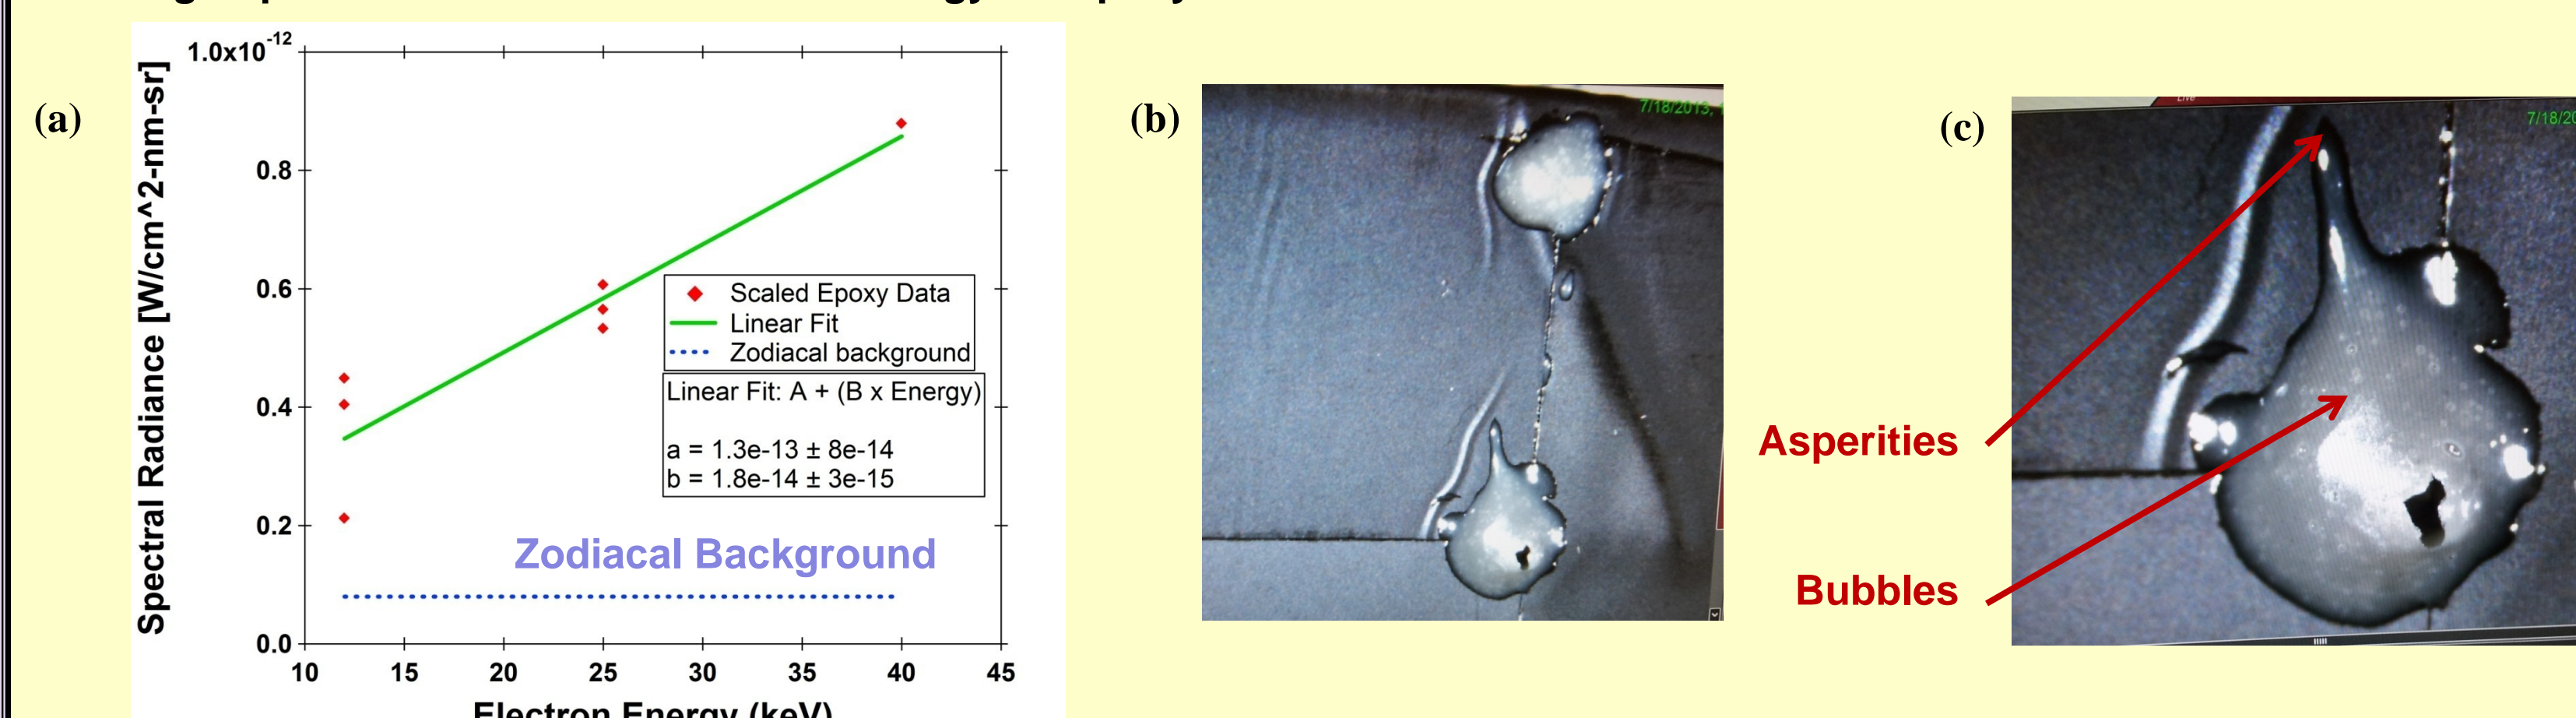 (a)
1.0x10-12
0.8
0.6
0.4
0.2
0.0
Spectral Radiance [W/cm^2-nm-sr]
Scaled Epoxy Data
Linear Fit
Zodiacal background
Linear Fit: A + (B x Energy)
a = 1.3e-13 ± 8e-14
b = 1.8e-14 ± 3e-15
Zodiacal Background
10 15 20 25 30 35 40 45
Electron Energy (keV)
(b)
7/18/2013,
(c)
Live
7/18/20
Asperities
Bubbles